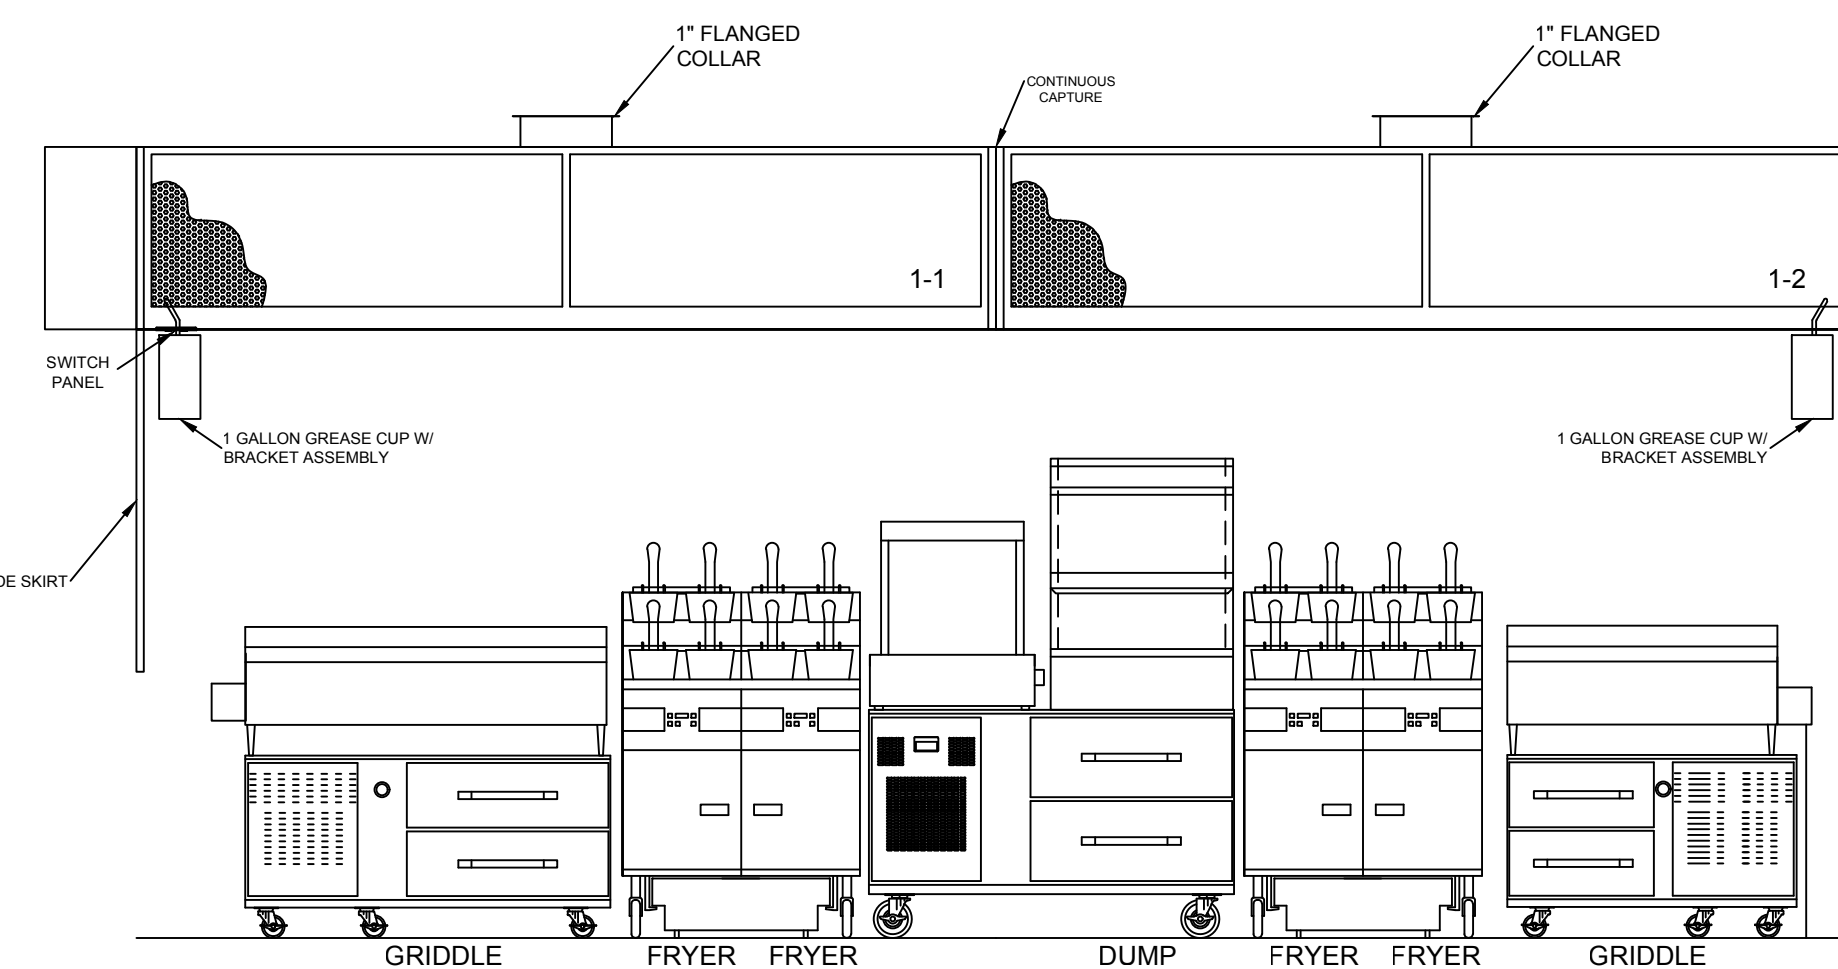 1" FLANGED
COLLAR
1" FLANGED
COLLAR
CONTINUOUS
CAPTURE
1-1
1-2
SWITCH
PANEL
1 GALLON GREASE CUP W/
BRACKET ASSEMBLY
1 GALLON GREASE CUP W/
BRACKET ASSEMBLY
SKIRT
GRIDDLE
FRYER
FRYER
DUMP
FRYER
FRYER
GRIDDLE